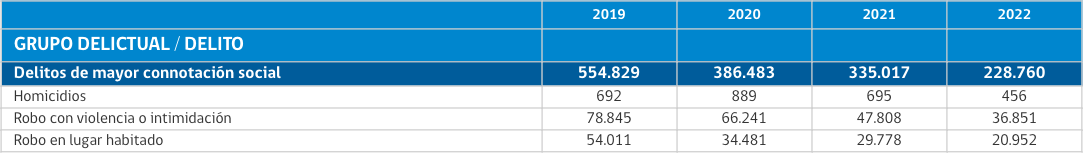 2019 2020 2021 2022
GRUPO DELICTUAL / DELITO
Delitos de mayor connotación social 554.829 386.483 335.017 228.760
Homicidios 692 889 695 456
Robo con violencia o intimidación 78.845 66.241 47.808 36.851
Robo en lugar habitado 54.011 34.481 29.778 20.952